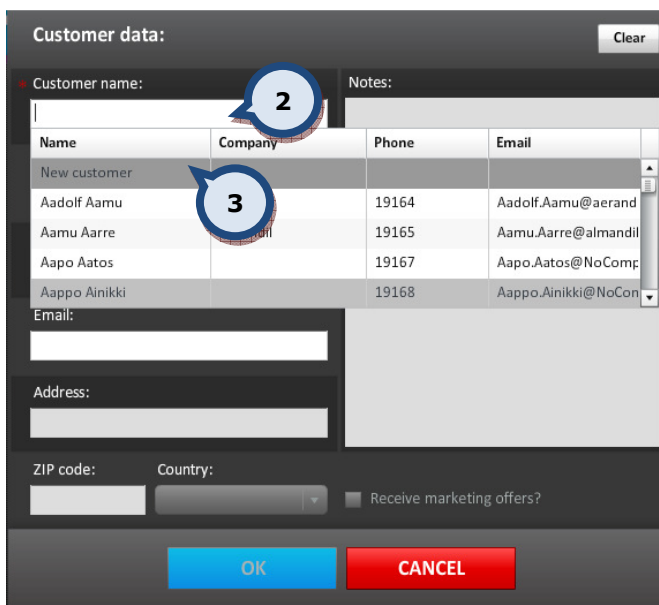 Customer data:
Clear
Customer name:
Notes:
2
Name Company Phone Email
New customer
3
Aadolf Aamu 19164 Aadolf.Aamu@aerand
Aamu Aarre 19165 Aamu.Aarre@almandil
Aapo Aatos 19167 Aapo.Aatos@NoComp
Aappo Ainikki 19168 Aappo.Ainikki@NoCon
Email:
Address:
ZIP code: Country:
Receive marketing offers?
OK CANCEL